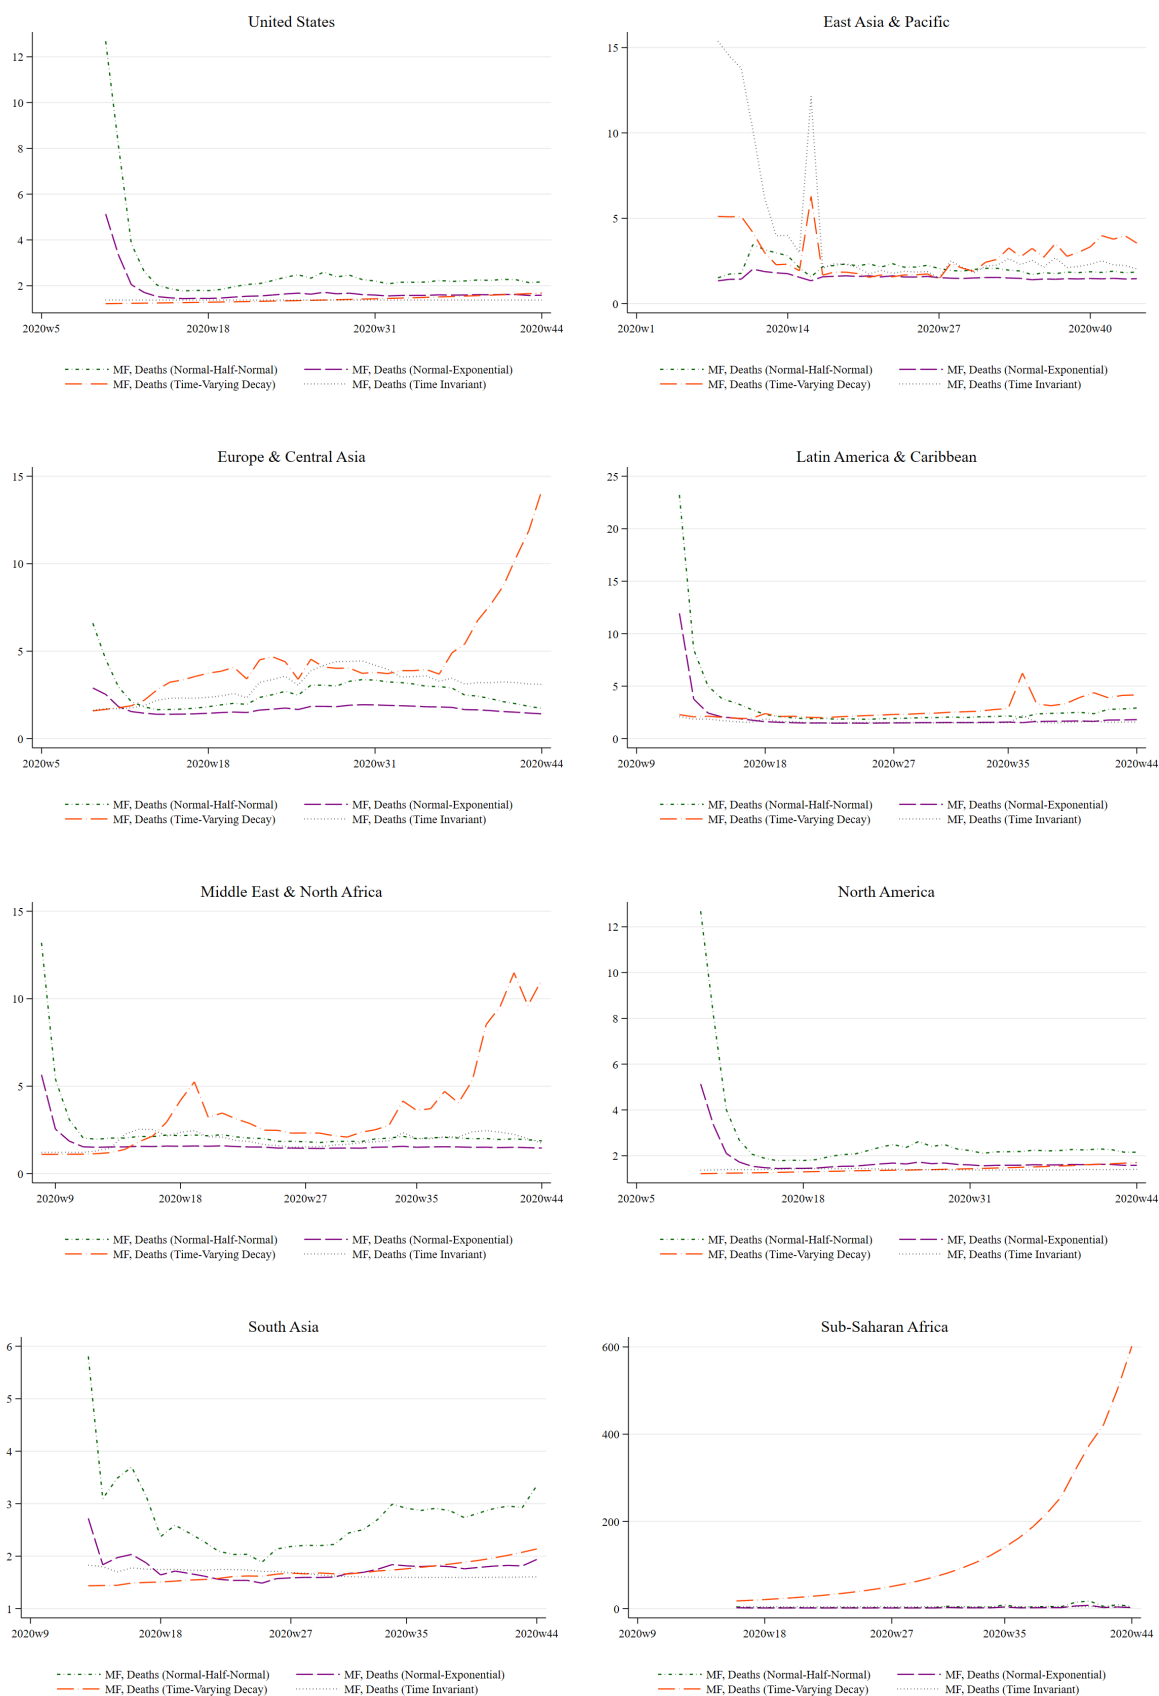 United States
12
10
8
6
4
2
2020w5
2020w18
2020w31
2020w44
MF, Deaths (Normal-Half-Normal)
MF, Deaths (Normal-Exponential)
MF, Deaths (Time-Varying Decay)
MF, Deaths (Time Invariant)
East Asia & Pacific
15
10
5
0
2020w1
2020w14
2020w27
2020w40
MF, Deaths (Normal-Half-Normal)
MF, Deaths (Normal-Exponential)
MF, Deaths (Time-Varying Decay)
MF, Deaths (Time Invariant)
Europe & Central Asia
15
10
5
0
2020w5
2020w18
2020w31
2020w44
MF, Deaths (Normal-Half-Normal)
MF, Deaths (Normal-Exponential)
MF, Deaths (Time-Varying Decay)
MF, Deaths (Time Invariant)
Latin America & Caribbean
25
20
15
10
5
0
2020w9
2020w18
2020w27
2020w35
2020w44
MF, Deaths (Normal-Half-Normal)
MF, Deaths (Normal-Exponential)
MF, Deaths (Time-Varying Decay)
MF, Deaths (Time Invariant)
Middle East & North Africa
15
10
5
0
2020w9
2020w18
2020w27
2020w35
2020w44
MF, Deaths (Normal-Half-Normal)
MF, Deaths (Normal-Exponential)
MF, Deaths (Time-Varying Decay)
MF, Deaths (Time Invariant)
North America
12
10
8
6
4
2
2020w5
2020w18
2020w31
2020w44
MF, Deaths (Normal-Half-Normal)
MF, Deaths (Normal-Exponential)
MF, Deaths (Time-Varying Decay)
MF, Deaths (Time Invariant)
South Asia
6
5
4
3
2
1
2020w9
2020w18
2020w27
2020w35
2020w44
MF, Deaths (Normal-Half-Normal)
MF, Deaths (Normal-Exponential)
MF, Deaths (Time-Varying Decay)
MF, Deaths (Time Invariant)
Sub-Saharan Africa
600
400
200
0
2020w9
2020w18
2020w27
2020w35
2020w44
MF, Deaths (Normal-Half-Normal)
MF, Deaths (Normal-Exponential)
MF, Deaths (Time-Varying Decay)
MF, Deaths (Time Invariant)